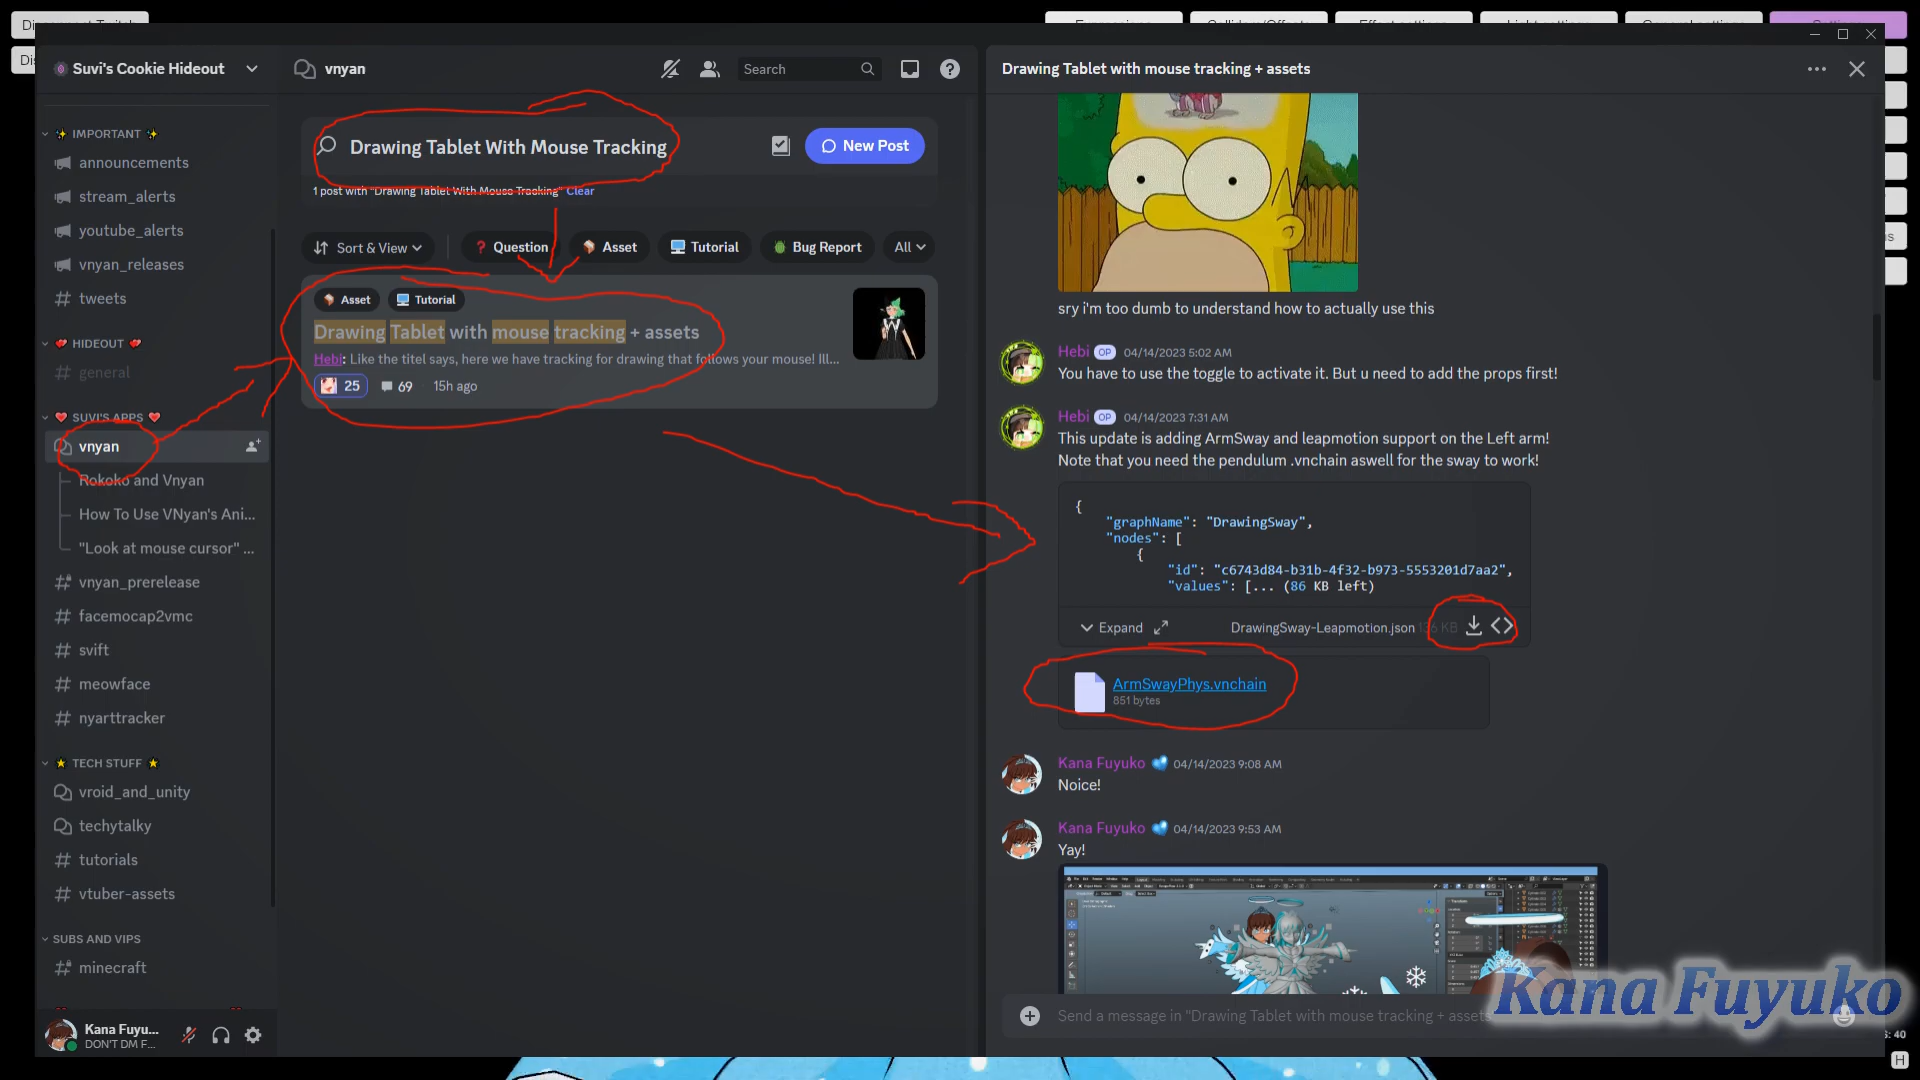 Suvi's Cookie Hideout
IMPORTANT
announcements
stream_alerts
youtube_alerts
vnyan_releases
tweets
HIDEOUT
general
SUVI'S APPS
vnyan
Rokoko and Vnyan
How To Use VNyan's Ani...
"Look at mouse cursor" ...
vnyan_prerelease
facemocap2vmc
svift
meowface
nyarttracker
TECH STUFF
vroid_and_unity
techytalky
tutorials
vtuber-assets
SUBS AND VIPS
minecraft
Kana Fuyu...
DON'T DM F...
vnyan
Search
Drawing Tablet With Mouse Tracking
New Post
1 post with "Drawing Tablet With Mouse Tracking" Clear
Sort & View
Question
Asset
Tutorial
Bug Report
All
Asset
Tutorial
Drawing Tablet with mouse tracking + assets
Hebi: Like the titel says, here we have tracking for drawing that follows your mouse! Ill...
25
69
15h ago
Drawing Tablet with mouse tracking + assets
sry i'm too dumb to understand how to actually use this
Hebi OP 04/14/2023 5:02 AM
You have to use the toggle to activate it. But u need to add the props first!
Hebi OP 04/14/2023 7:31 AM
This update is adding ArmSway and leapmotion support on the Left arm!
Note that you need the pendulum .vnchain aswell for the sway to work!
{
"graphName": "DrawingSway",
"nodes": [
{
"id": "c6743d84-b31b-4f32-b973-5553201d7aa2",
"values": [... (86 KB left)
Expand
DrawingSway-Leapmotion.json 136 KB
ArmSwayPhys.vnchain
851 bytes
Kana Fuyuko 04/14/2023 9:08 AM
Noice!
Kana Fuyuko 04/14/2023 9:53 AM
Yay!
Send a message in "Drawing Tablet with mouse tracking + assets"
Kana Fuyuko
: 40
H